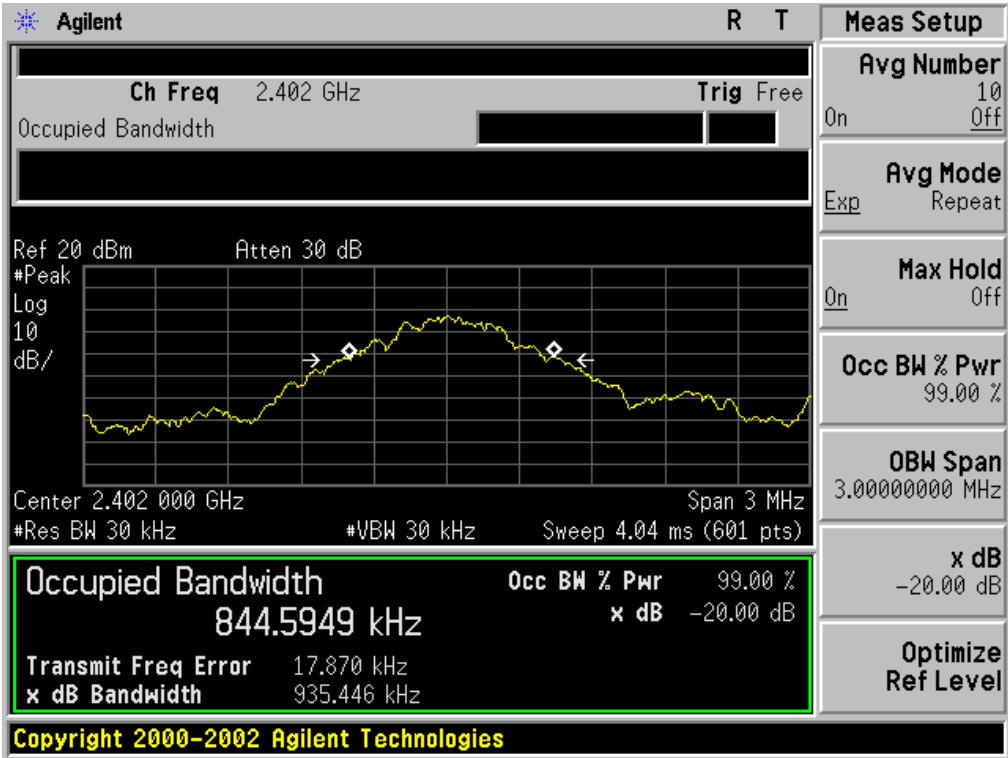 Agilent R T
Ch Freq 2.402 GHz Trig Free
Occupied Bandwidth
Ref 20 dBm Atten 30 dB
#Peak
Log
10
dB/
Center 2.402 000 GHz Span 3 MHz
#Res BW 30 kHz #VBW 30 kHz Sweep 4.04 ms (601 pts)
Occupied Bandwidth Occ BW % Pwr 99.00 %
844.5949 kHz x dB -20.00 dB
Transmit Freq Error 17.870 kHz
x dB Bandwidth 935.446 kHz
Copyright 2000-2002 Agilent Technologies
Meas Setup
Avg Number
10
On Off
Avg Mode
Exp Repeat
Max Hold
On Off
Occ BW % Pwr
99.00 %
OBW Span
3.00000000 MHz
x dB
-20.00 dB
Optimize
Ref Level